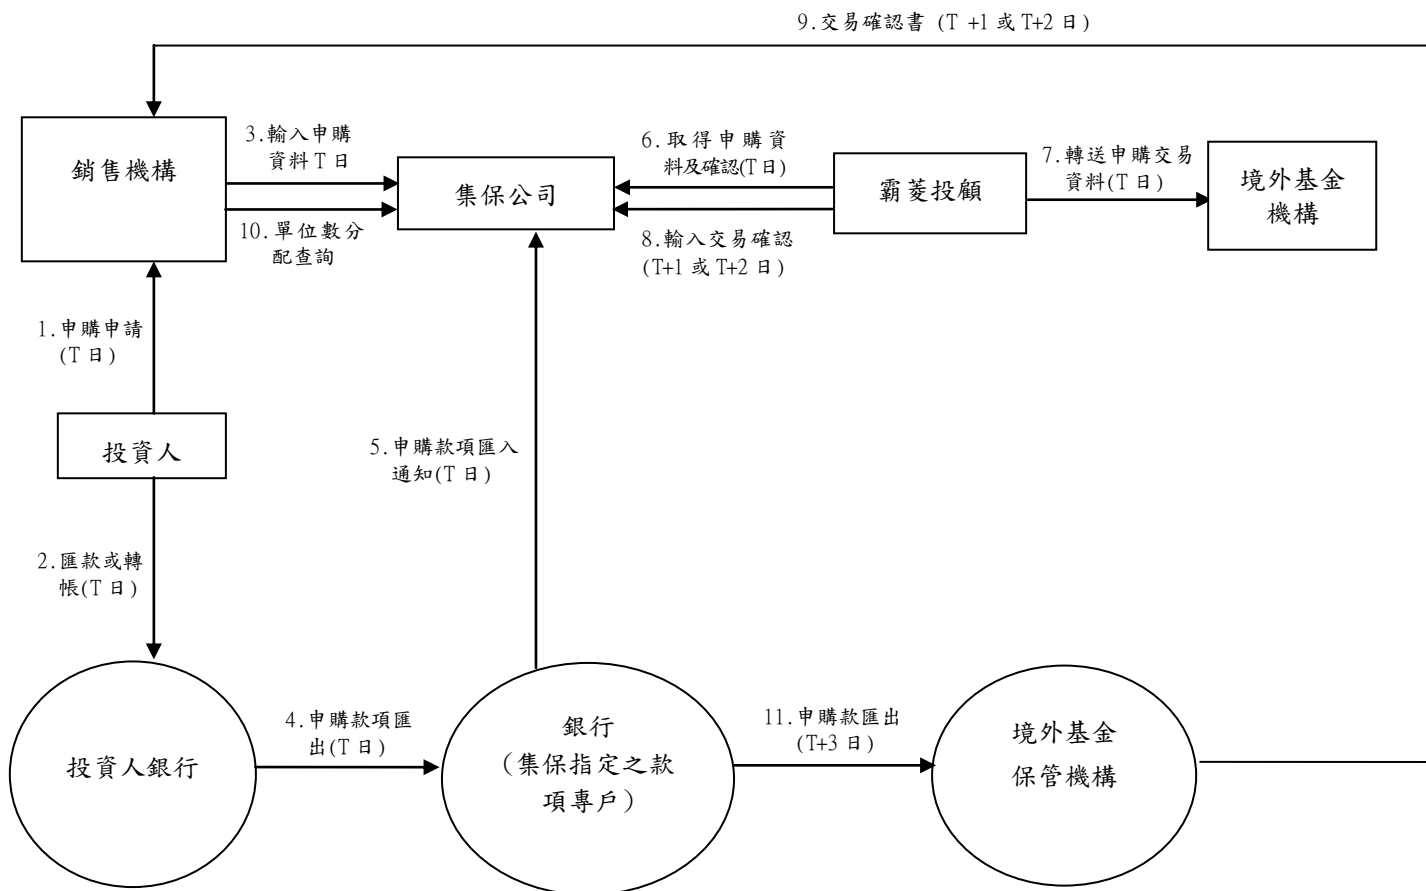 9.交易確認書 (T +1 或 T+2 日)
銷售機構
3.輸入申購
資料 T 日
集保公司
6.取得申購資
料及確認(T 日)
霸菱投顧
7.轉送申購交易
資料(T 日)
境外基金
機構
10.單位數分
配查詢
8.輸入交易確認
(T+1 或 T+2 日)
1.申購申請
(T 日)
投資人
5.申購款項匯入
通知(T 日)
2.匯款或轉
帳(T 日)
投資人銀行
4.申購款項匯
出(T 日)
銀行
(集保指定之款
項專戶)
11.申購款匯出
(T+3 日)
境外基金
保管機構